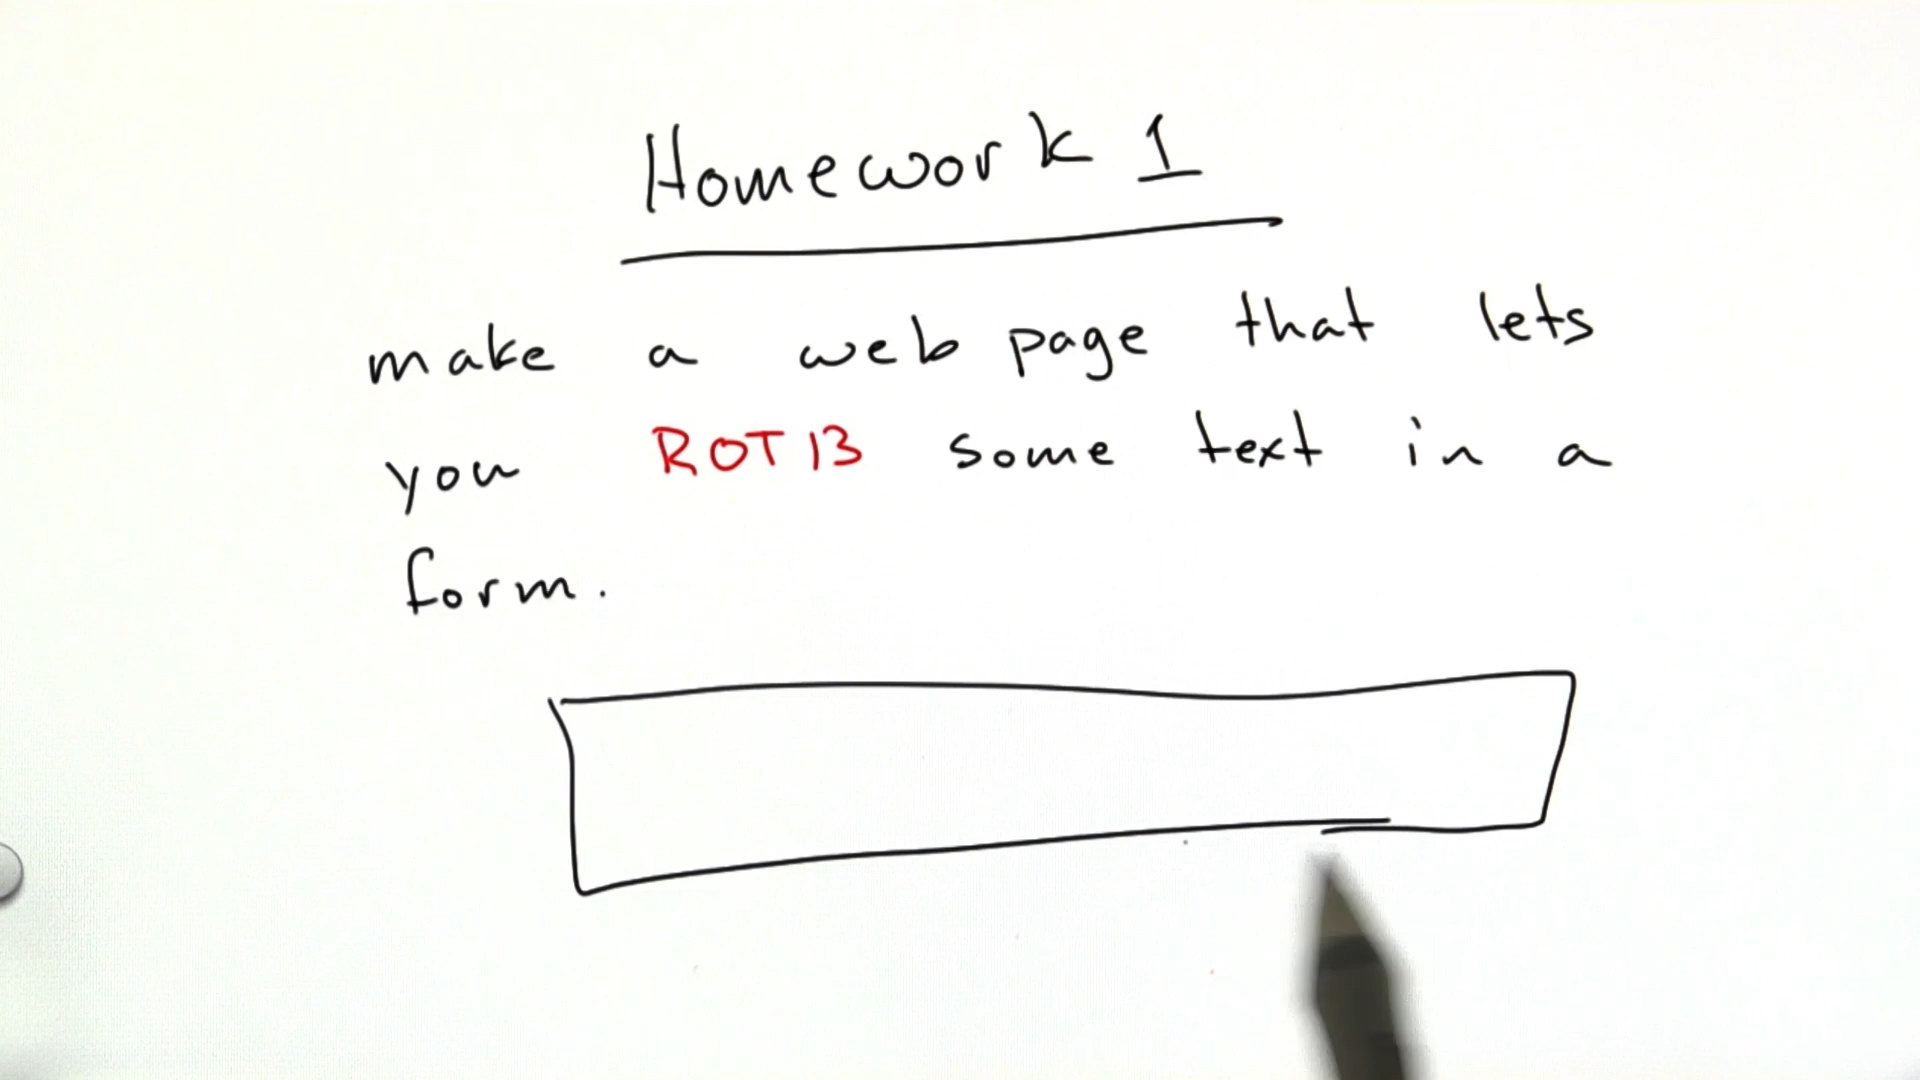 Homework 1
make a web page that lets
you ROT13 some text in a
form.